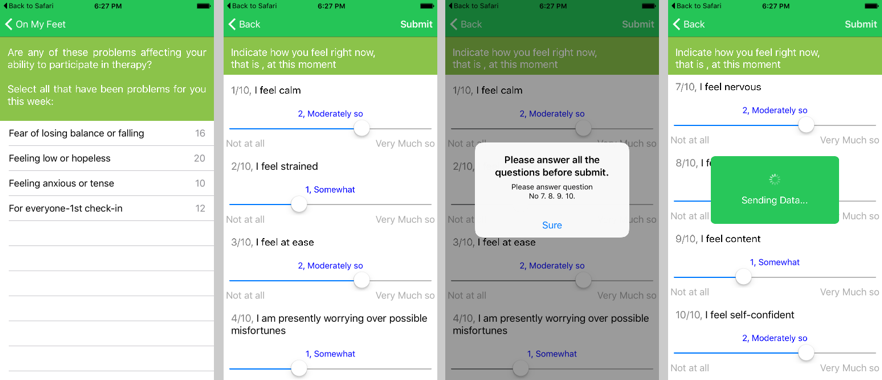 Back to Safari 6:27 PM
On My Feet
Are any of these problems affecting your
ability to participate in therapy?
Select all that have been problems for you
this week:
Fear of losing balance or falling 16
Feeling low or hopeless 20
Feeling anxious or tense 10
For everyone-1st check-in 12
Back to Safari 6:27 PM
Back Submit
Indicate how you feel right now,
that is , at this moment
1/10, I feel calm
2, Moderately so
Not at all Very Much so
2/10, I feel strained
1, Somewhat
Not at all Very Much so
3/10, I feel at ease
2, Moderately so
Not at all Very Much so
4/10, I am presently worrying over possible
misfortunes
1, Somewhat
Back to Safari 6:27 PM
Back Submit
Indicate how you feel right now,
that is , at this moment
1/10, I feel calm
2, Moderately so
Not at all Very Much so
2/10,
Please answer all the
questions before submit.
Please answer question
No 7. 8. 9. 10.
Sure
Not at all Very Much so
3/10, I feel at ease
2, Moderately so
Not at all Very Much so
4/10, I am presently worrying over possible
misfortunes
1, Somewhat
Back to Safari 6:27 PM
Back Submit
Indicate how you feel right now,
that is , at this moment
7/10, I feel nervous
2, Moderately so
Not at all Very Much so
8/10, I
Sending Data...
Not at all Very Much so
9/10, I feel content
1, Somewhat
Not at all Very Much so
10/10, I feel self-confident
2, Moderately so
Not at all Very Much so